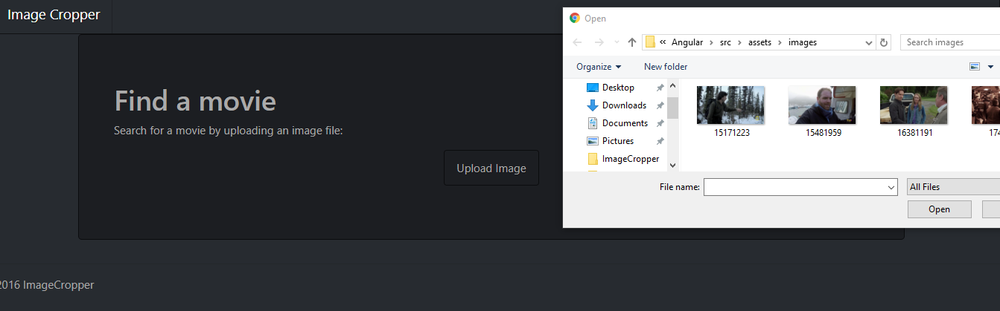 Image Cropper
Find a movie
Search for a movie by uploading an image file:
Upload Image
2016 ImageCropper
Open
« Angular > src > assets > images
Search images
Organize
New folder
Desktop
Downloads
Documents
Pictures
ImageCropper
15171223
15481959
16381191
174
File name:
All Files
Open